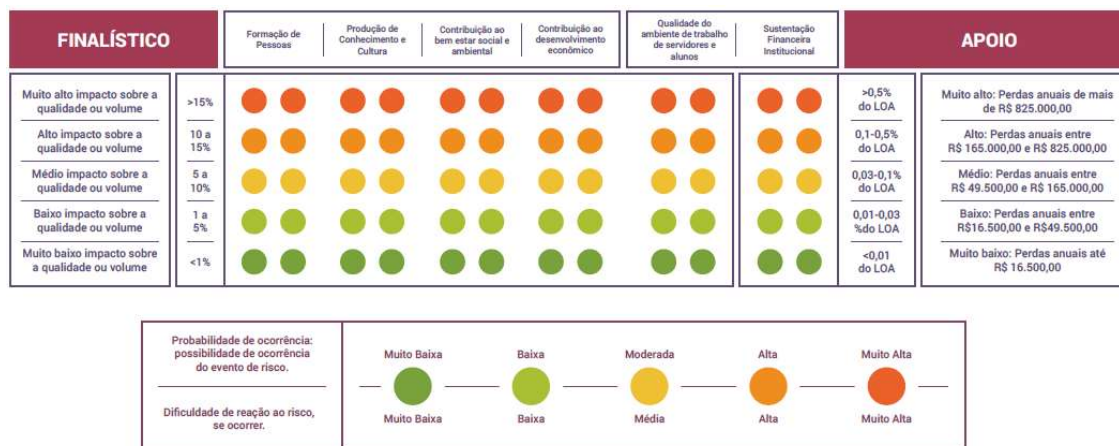 FINALÍSTICO
Formação de
Pessoas
Produção de
Conhecimento e
Cultura
Contribuição ao
bem estar social e
ambiental
Contribuição ao
desenvolvimento
econômico
Qualidade do
ambiente de trabalho
de servidores e
alunos
Sustentação
Financeira
Institucional
APOIO
Muito alto impacto sobre a
qualidade ou volume
>15%
>0,5%
do LOA
Muito alto: Perdas anuais de mais
de R$ 825.000,00
Alto impacto sobre a
qualidade ou volume
10 a
15%
0,1-0,5%
do LOA
Alto: Perdas anuais entre
R$ 165.000,00 e R$ 825.000,00
Médio impacto sobre a
qualidade ou volume
5 a
10%
0,03-0,1%
do LOA
Médio: Perdas anuais entre
R$ 49.500,00 e R$ 165.000,00
Baixo impacto sobre a
qualidade ou volume
1 a
5%
0,01-0,03
%do LOA
Baixo: Perdas anuais entre
R$16.500,00 e R$49.500,00
Muito baixo impacto sobre
a qualidade ou volume
<1%
<0,01
do LOA
Muito baixo: Perdas anuais até
R$ 16.500,00
Probabilidade de ocorrência:
possibilidade de ocorrência
do evento de risco.
Muito Baixa
Baixa
Moderada
Alta
Muito Alta
Dificuldade de reação ao risco,
se ocorrer.
Muito Baixa
Baixa
Média
Alta
Muito Alta